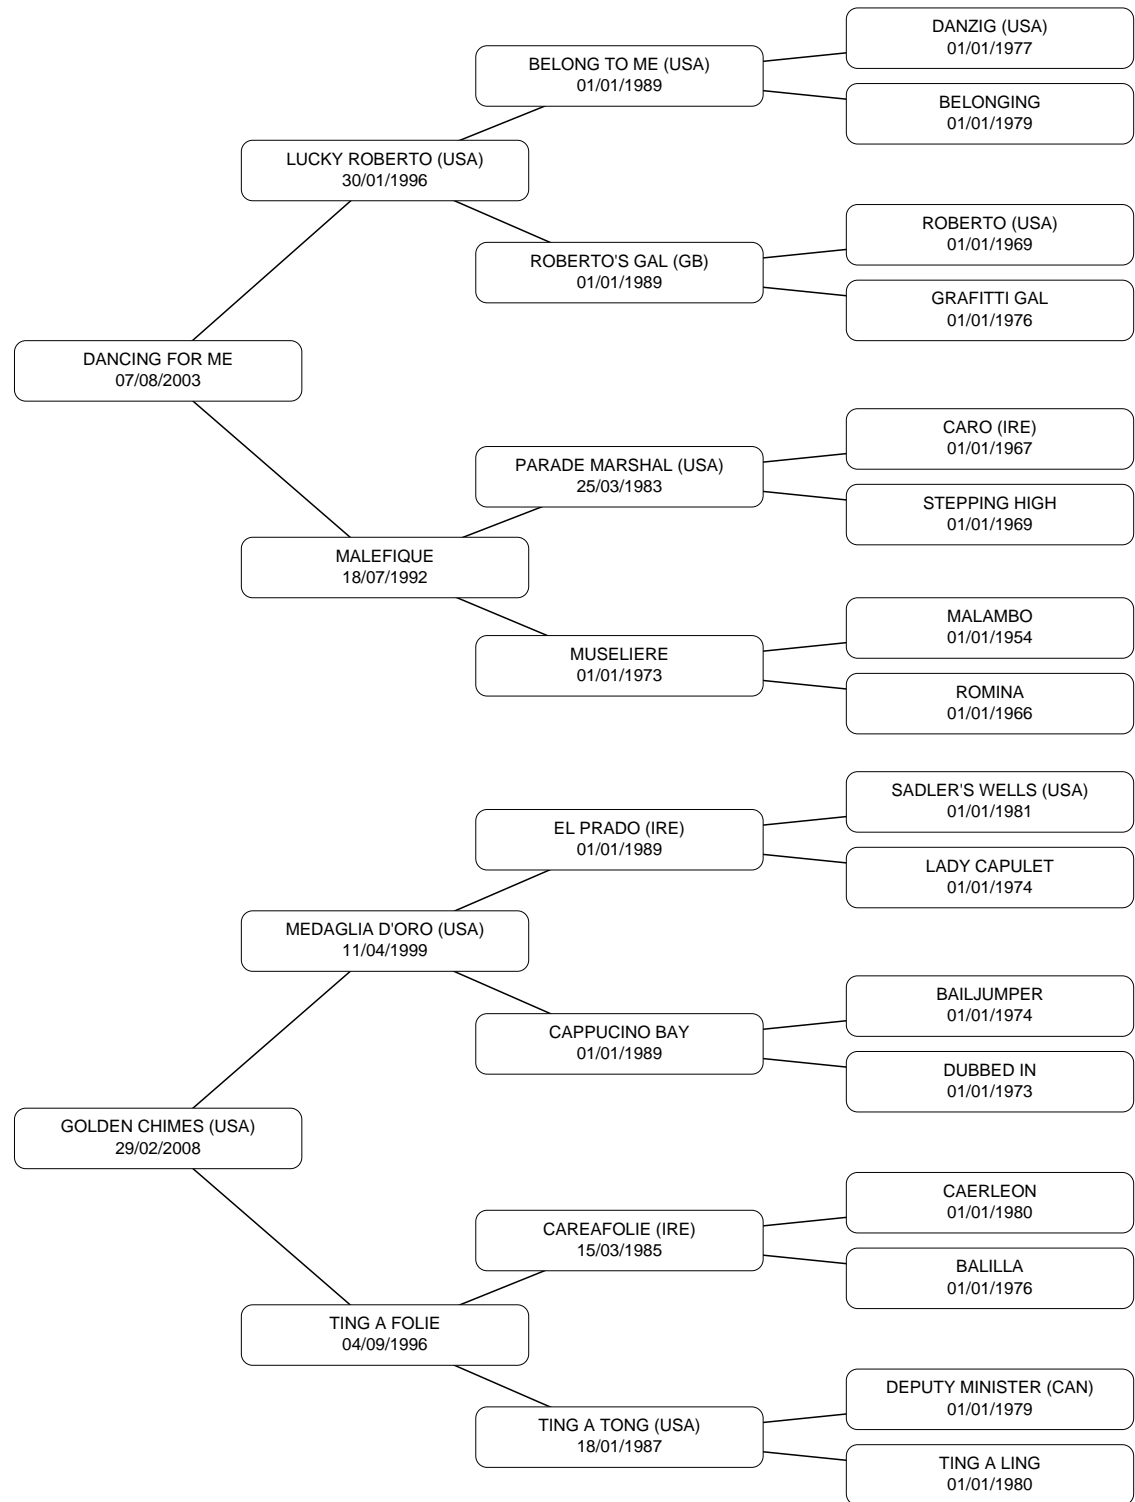 DANZIG (USA)
01/01/1977
BELONG TO ME (USA)
01/01/1989
BELONGING
01/01/1979
LUCKY ROBERTO (USA)
30/01/1996
ROBERTO (USA)
01/01/1969
ROBERTO'S GAL (GB)
01/01/1989
GRAFITTI GAL
01/01/1976
DANCING FOR ME
07/08/2003
CARO (IRE)
01/01/1967
PARADE MARSHAL (USA)
25/03/1983
STEPPING HIGH
01/01/1969
MALEFIQUE
18/07/1992
MALAMBO
01/01/1954
MUSELIERE
01/01/1973
ROMINA
01/01/1966
SADLER'S WELLS (USA)
01/01/1981
EL PRADO (IRE)
01/01/1989
LADY CAPULET
01/01/1974
MEDAGLIA D'ORO (USA)
11/04/1999
BAILJUMPER
01/01/1974
CAPPUCINO BAY
01/01/1989
DUBBED IN
01/01/1973
GOLDEN CHIMES (USA)
29/02/2008
CAERLEON
01/01/1980
CAREAFOLIE (IRE)
15/03/1985
BALILLA
01/01/1976
TING A FOLIE
04/09/1996
DEPUTY MINISTER (CAN)
01/01/1979
TING A TONG (USA)
18/01/1987
TING A LING
01/01/1980